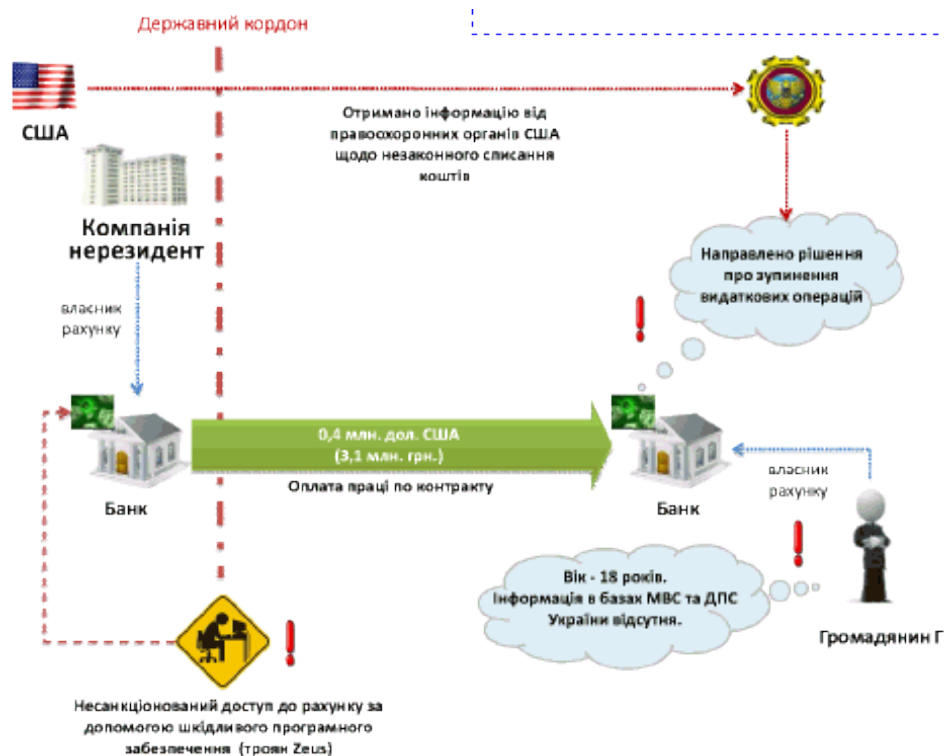 Державний кордон
США
Отримано інформацію від
правоохоронних органів США
щодо незаконного списання
коштів
Компанія
нерезидент
Направлено рішення
про зупинення
видаткових операцій
власник
рахунку
0,4 млн. дол. США
(3,1 млн. грн.)
Оплата праці по контракту
Банк
Банк
власник
рахунку
Вік - 18 років.
Інформація в базах МВС та ДПС
України відсутня.
Громадянин Г
Несанкціонований доступ до рахунку за
допомогою шкідливого програмного
забезпечення (троян Zeus)